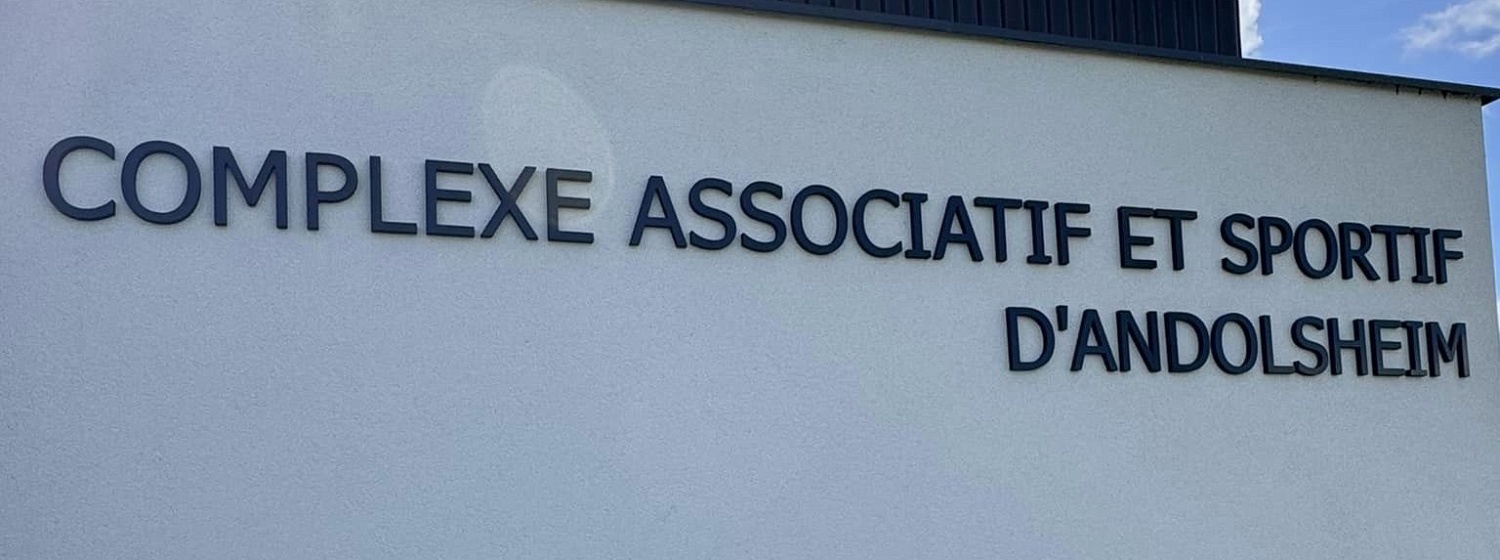 COMPLEXE ASSOCIATIF ET SPORTIF
D'ANDOLSHEIM